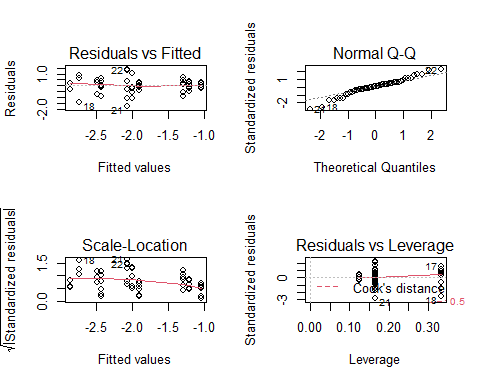 Residuals vs Fitted
Residuals
1.0
-2.0
22
18
21
-2.5 -2.0 -1.5 -1.0
Fitted values
Normal Q-Q
Standardized residuals
1
-2
22
18
-2 -1 0 1 2
Theoretical Quantiles
Scale-Location
√|Standardized residuals|
1.5
0.0
18
21
22
-2.5 -2.0 -1.5 -1.0
Fitted values
Residuals vs Leverage
Standardized residuals
0
-3
17
Cook's distance
21
18
0.5
0.00 0.10 0.20 0.30
Leverage